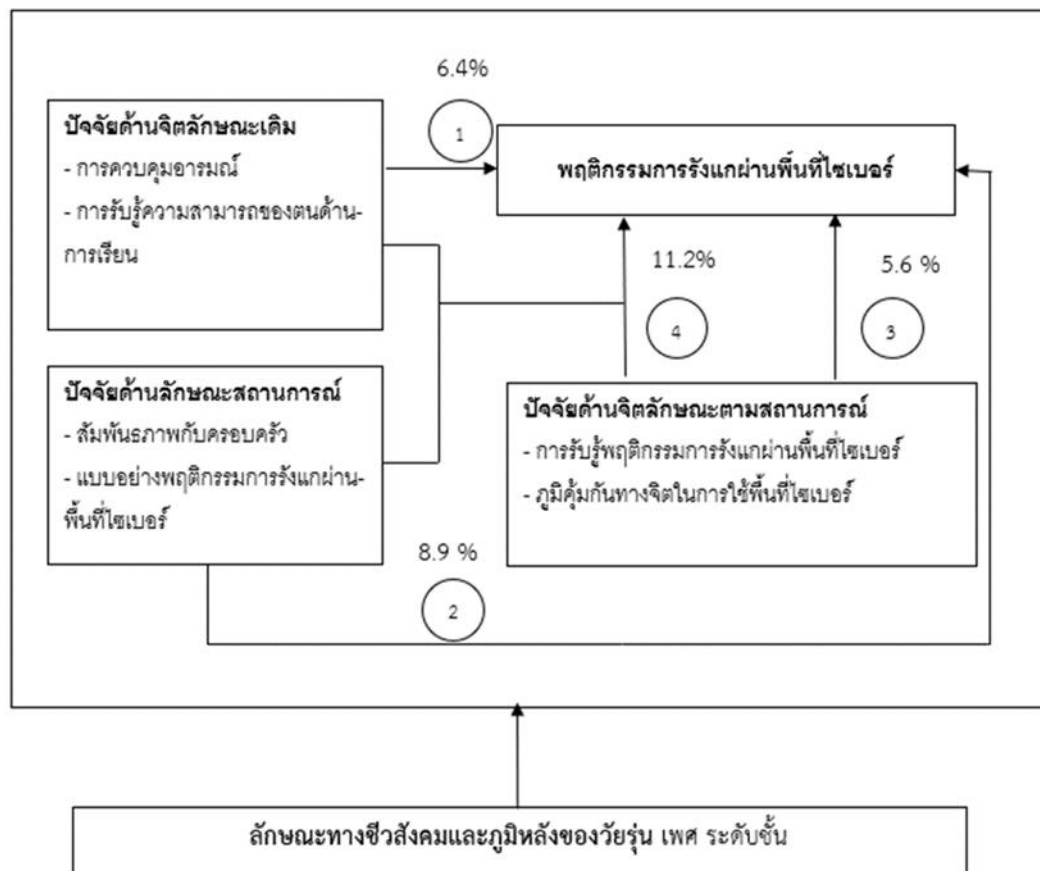 6.4%
ปัจจัยด้านจิตลักษณะเดิม
- การควบคุมอารมณ์
- การรับรู้ความสามารถของตนด้าน-
การเรียน
1
พฤติกรรมการรังแกผ่านพื้นที่ไซเบอร์
11.2%
5.6 %
4
3
ปัจจัยด้านลักษณะสถานการณ์
- สัมพันธภาพกับครอบครัว
- แบบอย่างพฤติกรรมการรังแกผ่าน-
พื้นที่ไซเบอร์
ปัจจัยด้านจิตลักษณะตามสถานการณ์
- การรับรู้พฤติกรรมการรังแกผ่านพื้นที่ไซเบอร์
- ภูมิคุ้มกันทางจิตในการใช้พื้นที่ไซเบอร์
8.9 %
2
ลักษณะทางชีวสังคมและภูมิหลังของวัยรุ่น เพศ ระดับชั้น